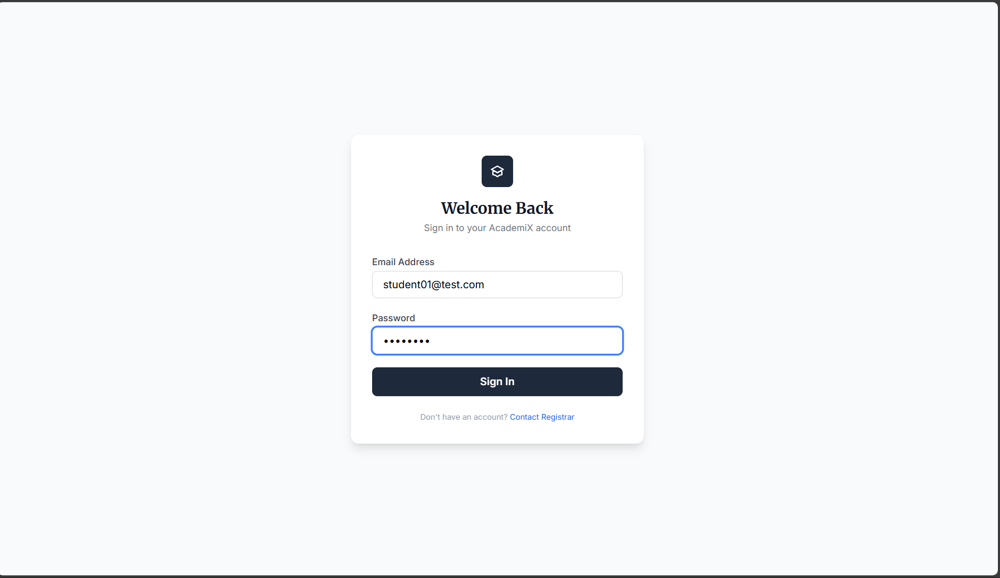 Welcome Back
Sign in to your AcademiX account
Email Address
student01@test.com
Password
••••••••
Sign In
Don't have an account? Contact Registrar